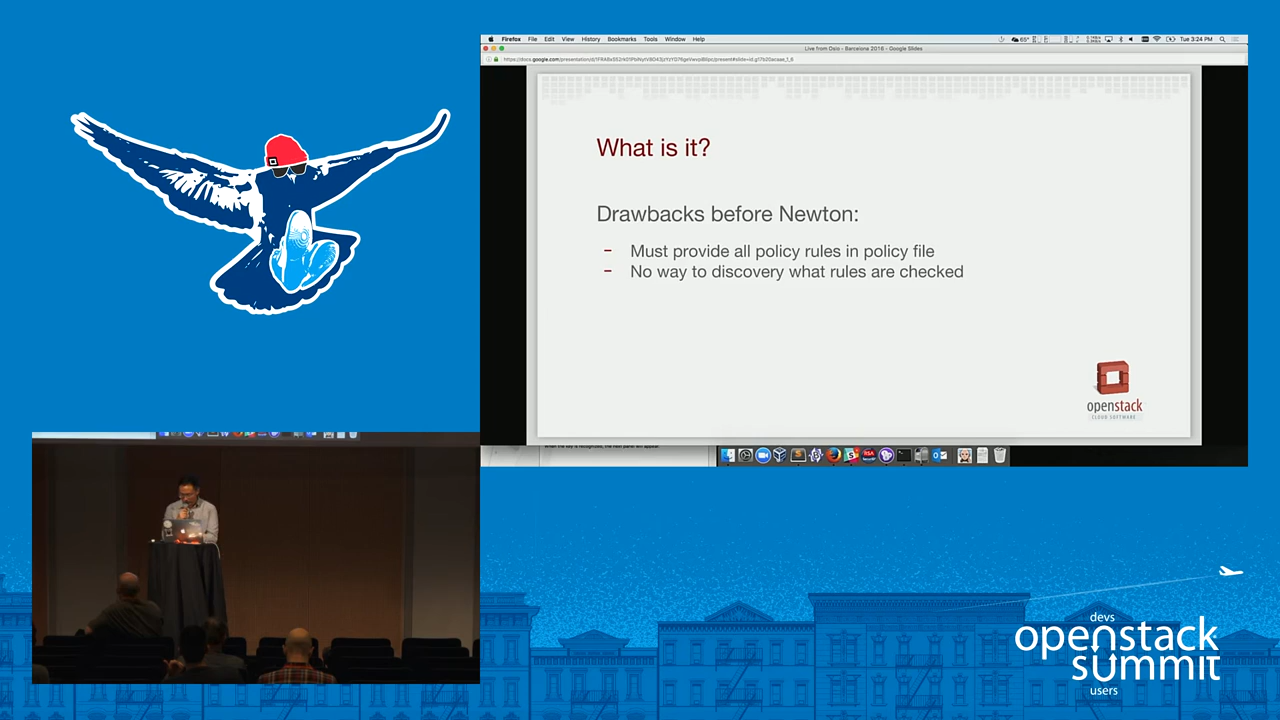 Firefox File Edit View History Bookmarks Tools Window Help
65° Tue 3:24 PM
Live from Oslo - Barcelona 2016 - Google Slides
What is it?
Drawbacks before Newton:
- Must provide all policy rules in policy file
- No way to discovery what rules are checked
openstack
CLOUD SOFTWARE
RSA
devs
openstack
summit
users